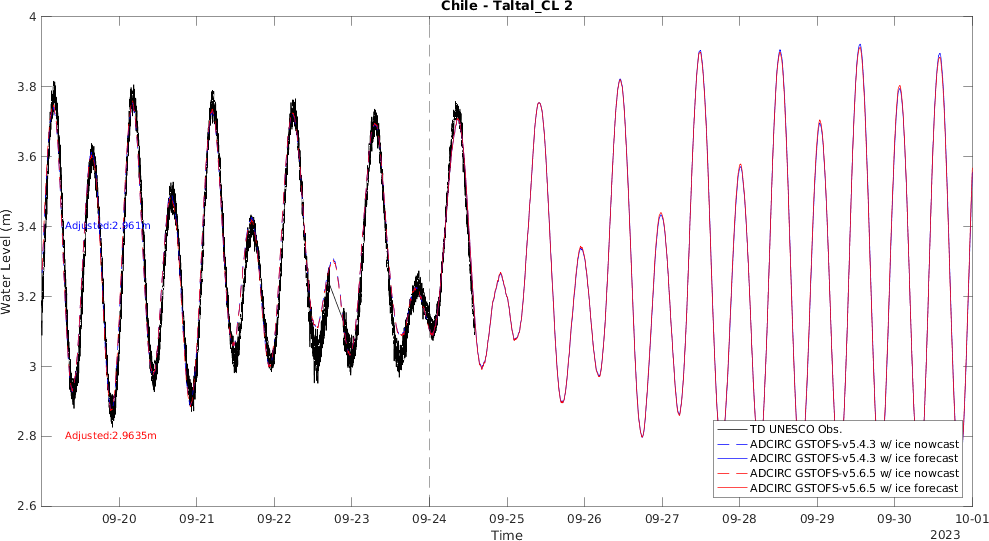 Chile - Taltal_CL 2
4
3.8
3.6
3.4
3.2
3
2.8
2.6
Water Level (m)
Adjusted:2.961m
Adjusted:2.9635m
TD UNESCO Obs.
ADCIRC GSTOFS-v5.4.3 w/ ice nowcast
ADCIRC GSTOFS-v5.4.3 w/ ice forecast
ADCIRC GSTOFS-v5.6.5 w/ ice nowcast
ADCIRC GSTOFS-v5.6.5 w/ ice forecast
09-20 09-21 09-22 09-23 09-24 09-25 09-26 09-27 09-28 09-29 09-30 10-01
Time
2023